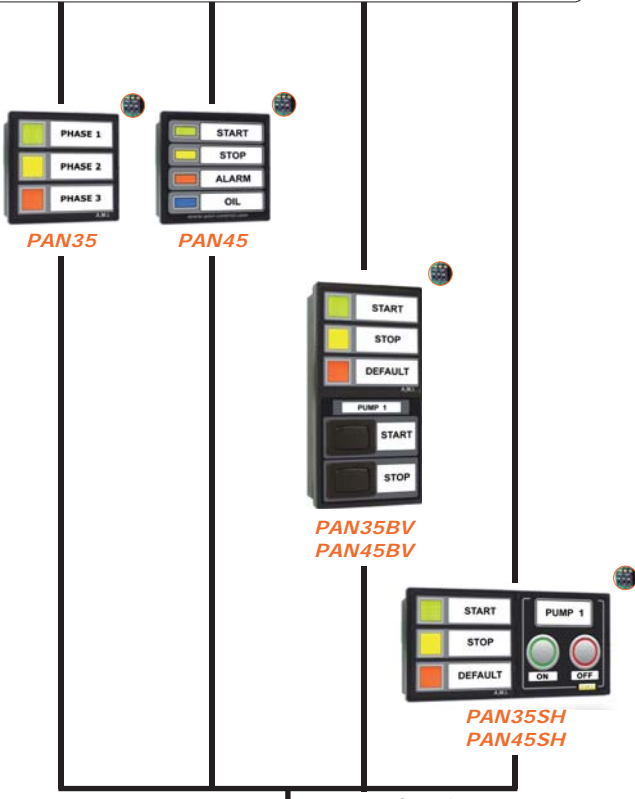 PHASE 1
PHASE 2
PHASE 3
A.M.I.
PAN35
START
STOP
ALARM
OIL
PAN45
START
STOP
DEFAULT
A.M.I.
PUMP 1
START
STOP
PAN35BV
PAN45BV
START
STOP
DEFAULT
A.M.I.
PUMP 1
ON
OFF
PAN35SH
PAN45SH